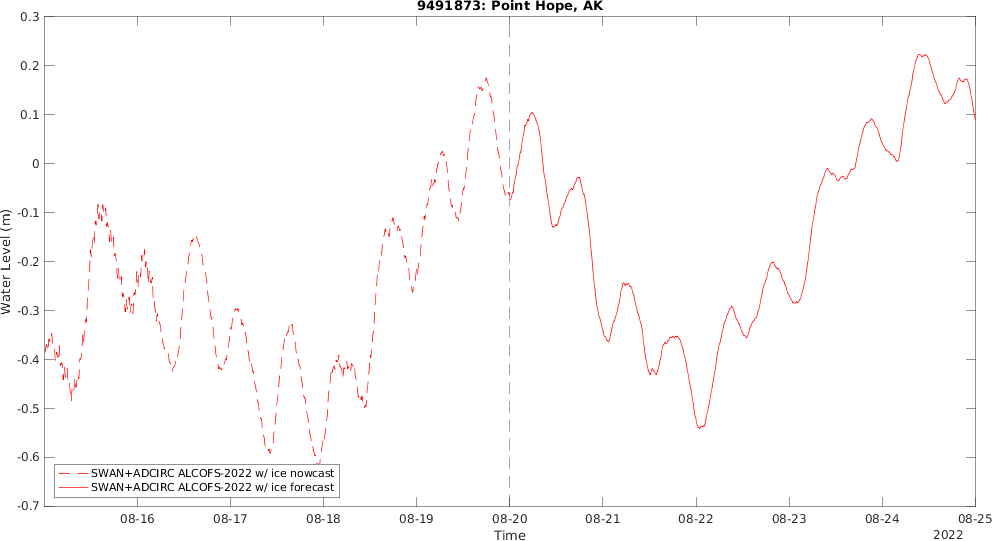 9491873: Point Hope, AK
0.3
0.2
0.1
0
-0.1
-0.2
-0.3
-0.4
-0.5
-0.6
-0.7
Water Level (m)
SWAN+ADCIRC ALCOFS-2022 w/ ice nowcast
SWAN+ADCIRC ALCOFS-2022 w/ ice forecast
08-16 08-17 08-18 08-19 08-20 08-21 08-22 08-23 08-24 08-25
Time
2022